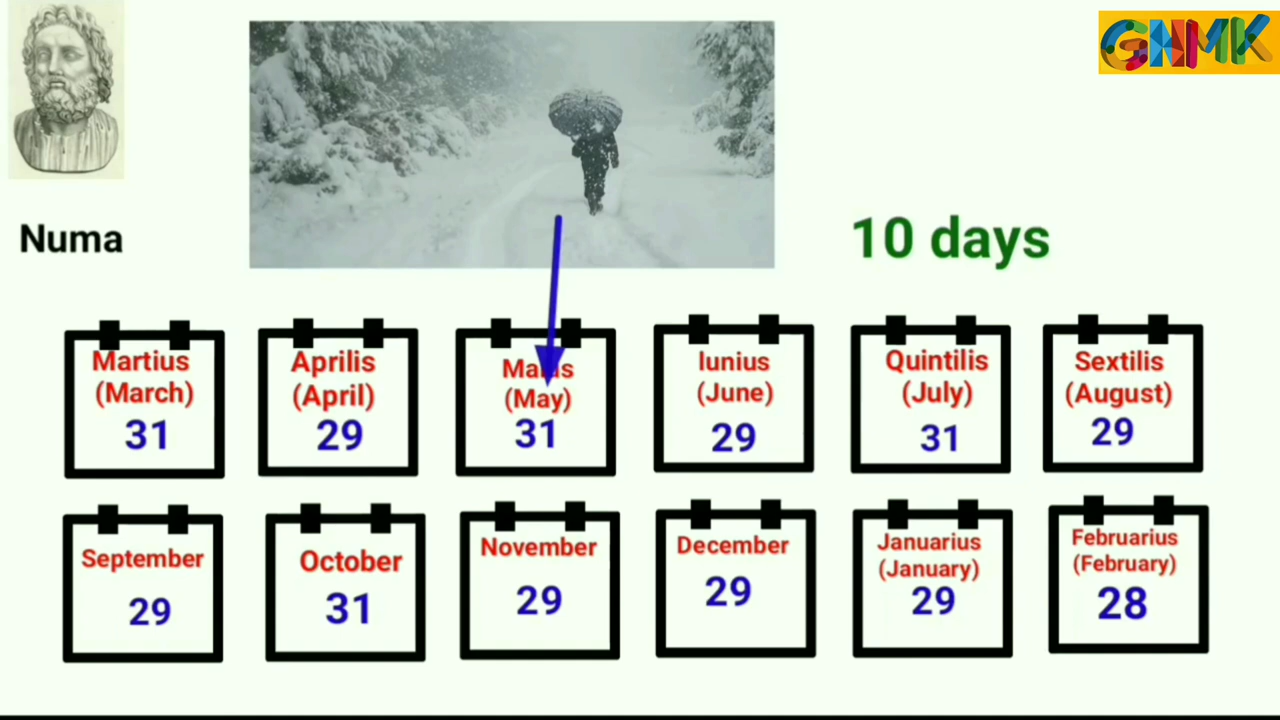 GNMK
Numa
10 days
Martius
(March)
31
Aprilis
(April)
29
(May)
31
Iunius
(June)
29
Quintilis
(July)
31
Sextilis
(August)
29
September
29
October
31
November
29
December
29
Januarius
(January)
29
Februarius
(February)
28